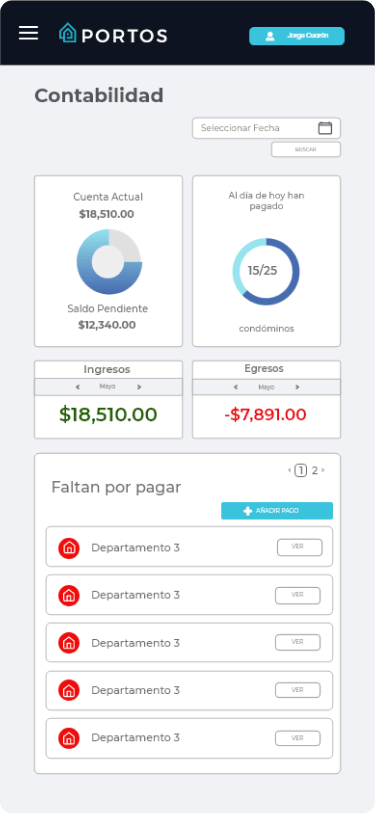 PORTOS
Jorge Cuarón
Contabilidad
Seleccionar Fecha
BUSCAR
Cuenta Actual
$18,510.00
Saldo Pendiente
$12,340.00
Al día de hoy han
pagado
15/25
condóminos
Ingresos
Mayo
$18,510.00
Egresos
Mayo
-$7,891.00
1 2
Faltan por pagar
AÑADIR PAGO
Departamento 3
VER
Departamento 3
VER
Departamento 3
VER
Departamento 3
VER
Departamento 3
VER